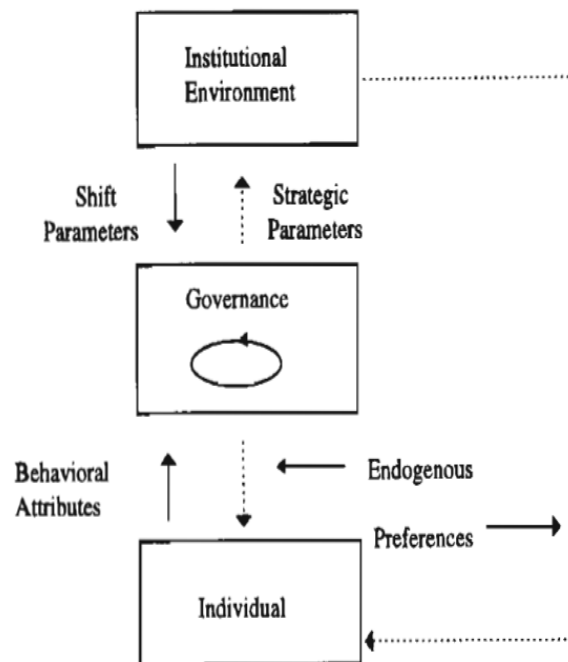 Institutional
Environment
Shift
Parameters
Strategic
Parameters
Governance
Behavioral
Attributes
Endogenous
Preferences
Individual